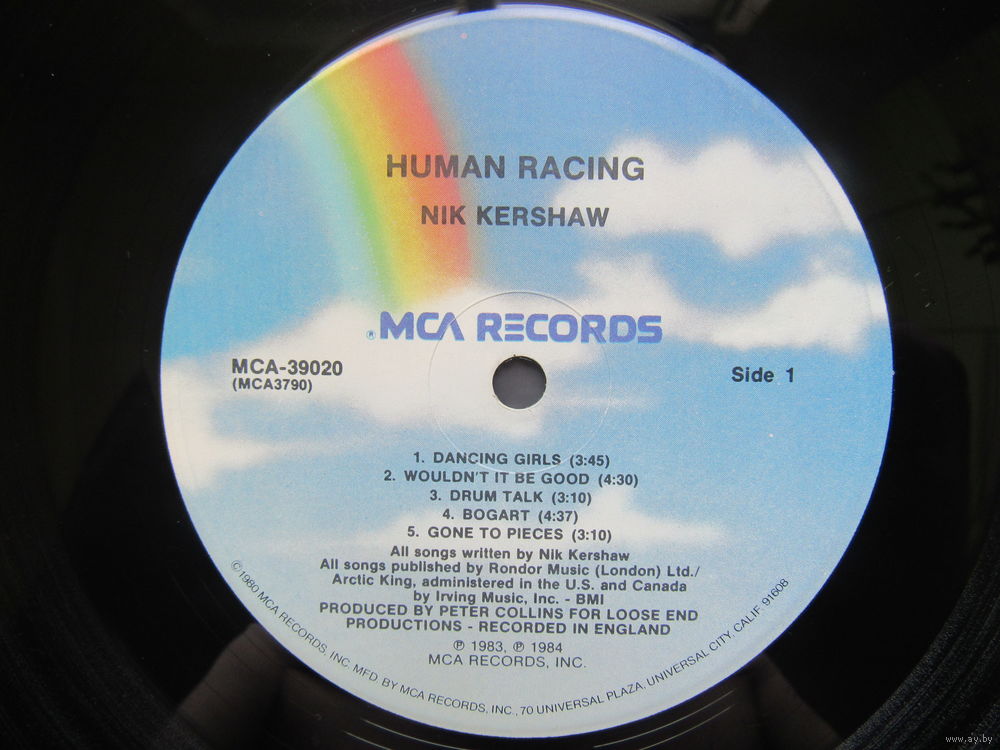 HUMAN RACING
NIK KERSHAW
® MCA RECORDS
MCA-39020
(MCA3790)
Side 1
1. DANCING GIRLS (3:45)
2. WOULDN'T IT BE GOOD (4:30)
3. DRUM TALK (3:10)
4. BOGART (4:37)
5. GONE TO PIECES (3:10)
All songs written by Nik Kershaw
All songs published by Rondor Music (London) Ltd./
Arctic King, administered in the U.S. and Canada
by Irving Music, Inc. - BMI
PRODUCED BY PETER COLLINS FOR LOOSE END
PRODUCTIONS - RECORDED IN ENGLAND
℗ 1983, ℗ 1984
MCA RECORDS, INC.
©1980 MCA RECORDS, INC. MFD. BY MCA RECORDS, INC., 70 UNIVERSAL PLAZA, UNIVERSAL CITY, CALIF. 91608
www.ay.by